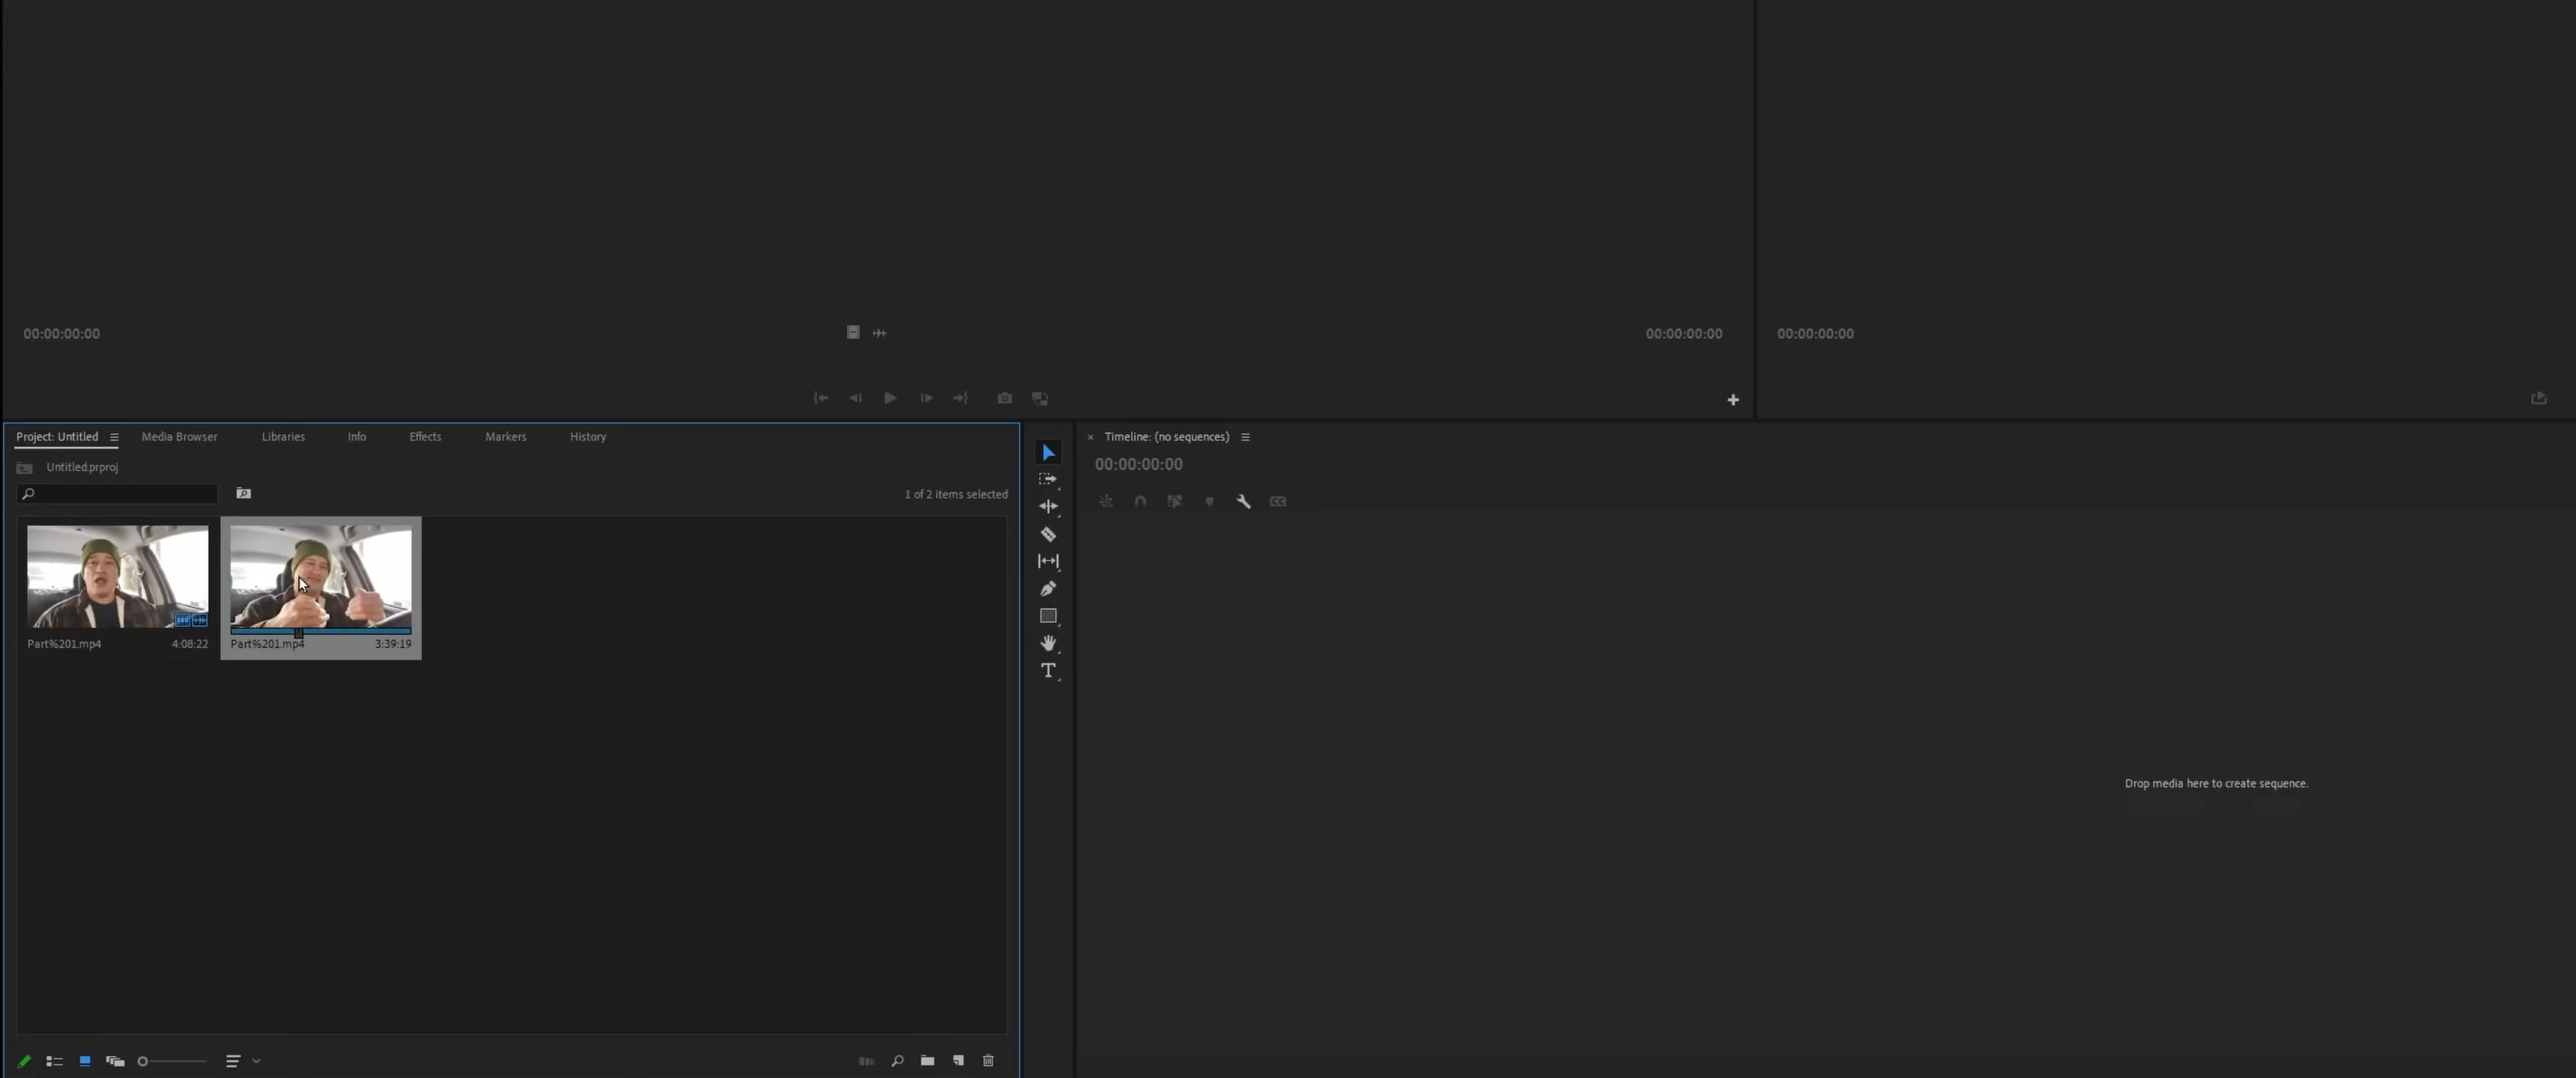 00:00:00:00
00:00:00:00
00:00:00:00
Project: Untitled
Media Browser
Libraries
Info
Effects
Markers
History
Timeline: (no sequences)
00:00:00:00
Untitled.prproj
1 of 2 items selected
CC
Part%201.mp4
4:08:22
Part%201.mp4
3:39:19
Drop media here to create sequence.